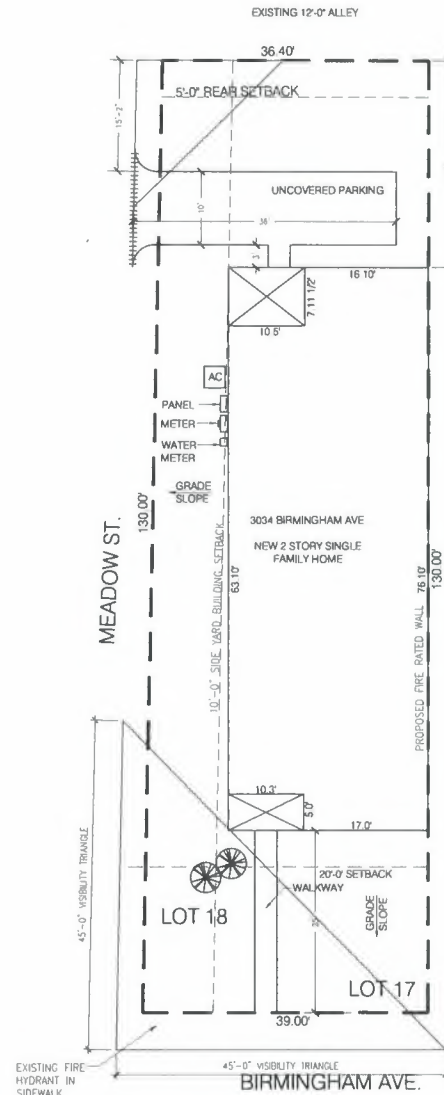 EXISTING 12'-0" ALLEY
36.40'
5'-0" REAR SETBACK
15'-2"
UNCOVERED PARKING
10'
36'
3'
16.10'
7.11 1/2'
10.5'
AC
PANEL
METER
WATER
METER
GRADE
SLOPE
3034 BIRMINGHAM AVE
NEW 2 STORY SINGLE
FAMILY HOME
MEADOW ST.
130.00'
10'-0" SIDE YARD BUILDING SETBACK
63.10'
PROPOSED FIRE RATED WALL
76.10'
130.00'
10.3'
5.0'
17.0'
20'-0" SETBACK
WALKWAY
GRADE
SLOPE
LOT 18
45'-0" VISIBILITY TRIANGLE
LOT 17
39.00'
EXISTING FIRE
HYDRANT IN
SIDEWALK
45'-0" VISIBILITY TRIANGLE
BIRMINGHAM AVE.